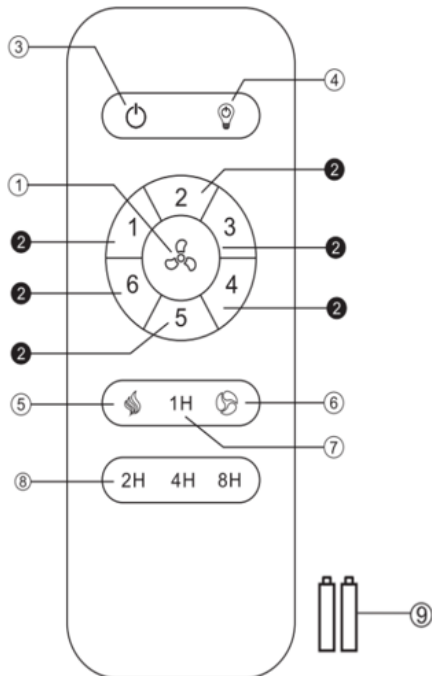 ③ ④
2 ❷
① 1 3
❷ ❷
❷ 6 4 ❷
❷ 5
⑤ 1H ⑥
⑦
⑧ 2H 4H 8H
⑨